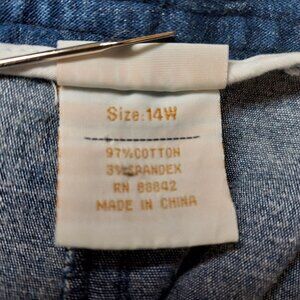 Size:14W
97%COTTON
3%SPANDEX
RN 88842
MADE IN CHINA